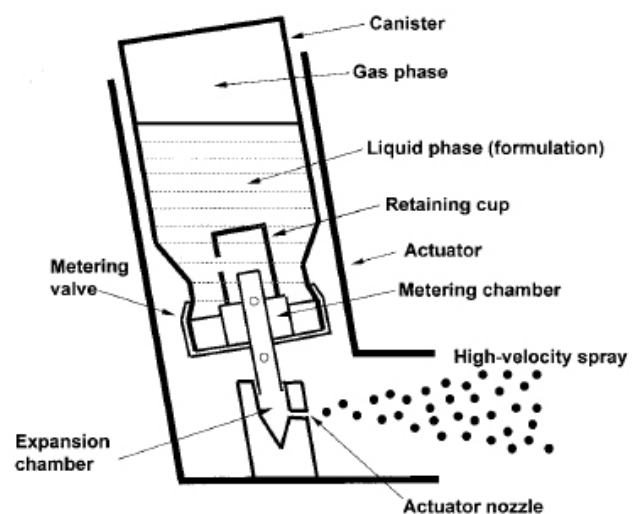 Canister
Gas phase
Liquid phase (formulation)
Retaining cup
Actuator
Metering
valve
Metering chamber
High-velocity spray
Expansion
chamber
Actuator nozzle